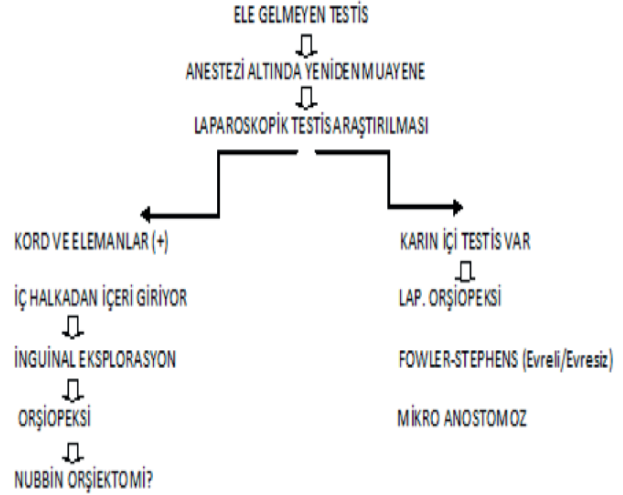 ELE GELMEYEN TESTİS
ANESTEZİ ALTINDA YENİDEN MUAYENE
LAPAROSKOPİK TESTİS ARAŞTIRILMASI
KORD VE ELEMANLAR (+)
İÇ HALKADAN İÇERİ GİRİYOR
İNGUİNAL EKSPLORASYON
ORŞİOPEKSİ
NUBBİN ORŞİEKTOMİ?
KARIN İÇİ TESTİS VAR
LAP. ORŞİOPEKSİ
FOWLER-STEPHENS (Evreli/Evresiz)
MİKRO ANOSTOMOZ